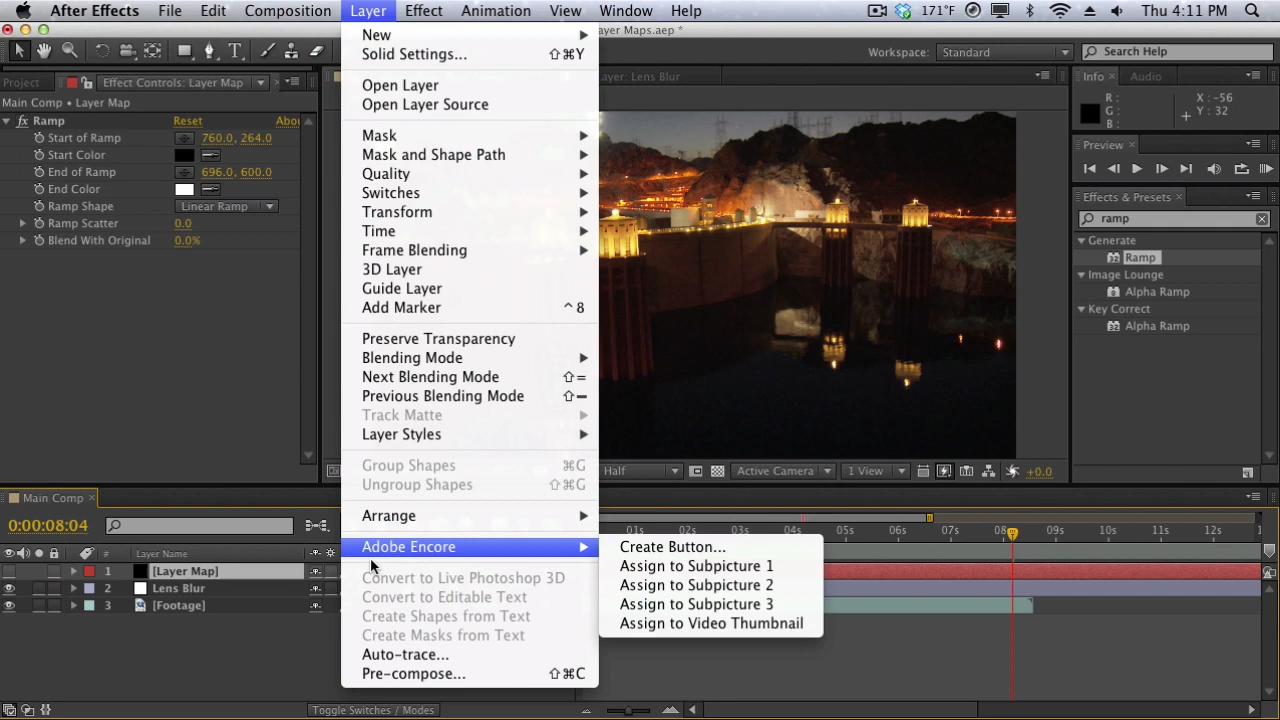 After Effects File Edit Composition Layer Effect Animation View Window Help 171°F Thu 4:11 PM
ayer Maps.aep *
Workspace: Standard Search Help
Project Effect Controls: Layer Map ayer: Lens Blur Info Audio
Main Comp • Layer Map
fx Ramp Reset Abou
Start of Ramp 760.0, 264.0
Start Color
End of Ramp 696.0, 600.0
End Color
Ramp Shape Linear Ramp
Ramp Scatter 0.0
Blend With Original 0.0%
New
Solid Settings... ⇧⌘Y
Open Layer
Open Layer Source
Mask
Mask and Shape Path
Quality
Switches
Transform
Time
Frame Blending
3D Layer
Guide Layer
Add Marker ^8
Preserve Transparency
Blending Mode
Next Blending Mode ⇧=
Previous Blending Mode ⇧−
Track Matte
Layer Styles
Group Shapes ⌘G
Ungroup Shapes ⇧⌘G
Arrange
Adobe Encore
Convert to Live Photoshop 3D
Convert to Editable Text
Create Shapes from Text
Create Masks from Text
Auto-trace...
Pre-compose... ⇧⌘C
Create Button...
Assign to Subpicture 1
Assign to Subpicture 2
Assign to Subpicture 3
Assign to Video Thumbnail
R: X: -56
G: Y: 32
B:
Preview
Effects & Presets
ramp
Generate
Ramp
Image Lounge
Alpha Ramp
Key Correct
Alpha Ramp
Half Active Camera 1 View +0.0
Main Comp
0:00:08:04
01s 02s 03s 04s 05s 06s 07s 08s 09s 10s 11s 12s 1
# Layer Name
1 [Layer Map]
2 Lens Blur
3 [Footage]
Toggle Switches / Modes